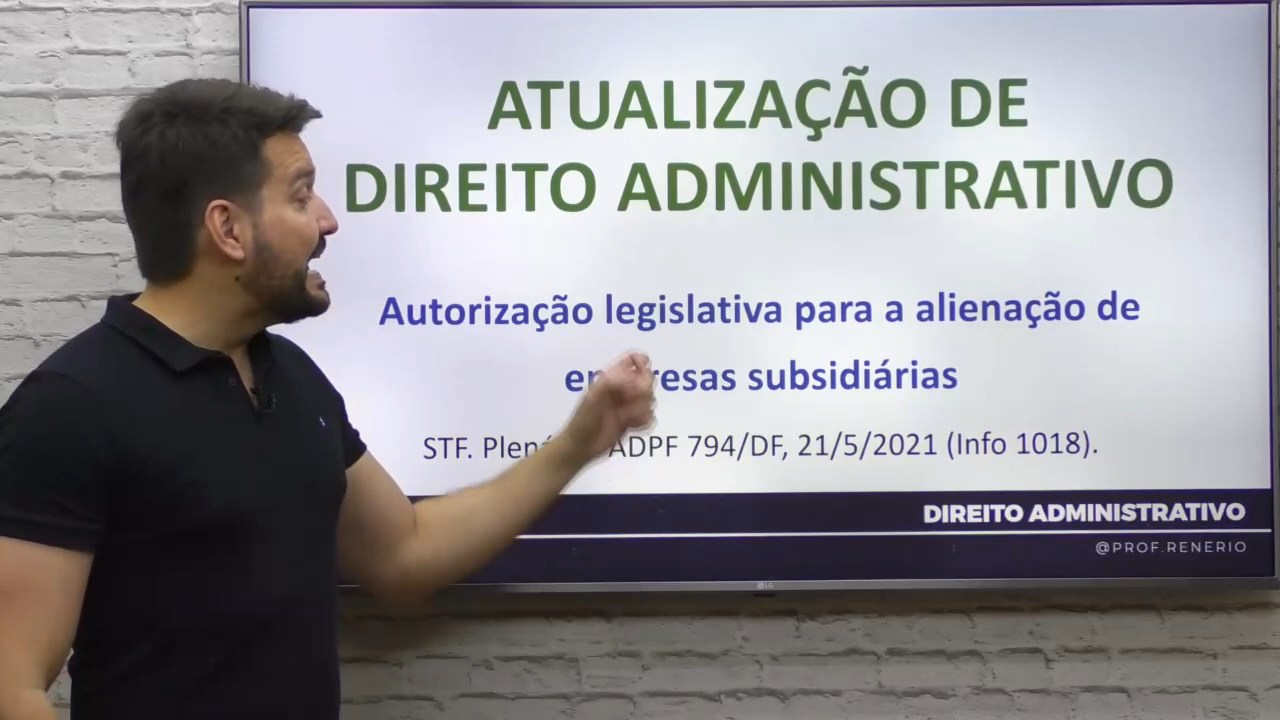 ATUALIZAÇÃO DE
DIREITO ADMINISTRATIVO
Autorização legislativa para a alienação de
subsidiárias
STF. ADPF 794/DF, 21/5/2021 (Info 1018).
DIREITO ADMINISTRATIVO
@PROF.RENERIO
LG